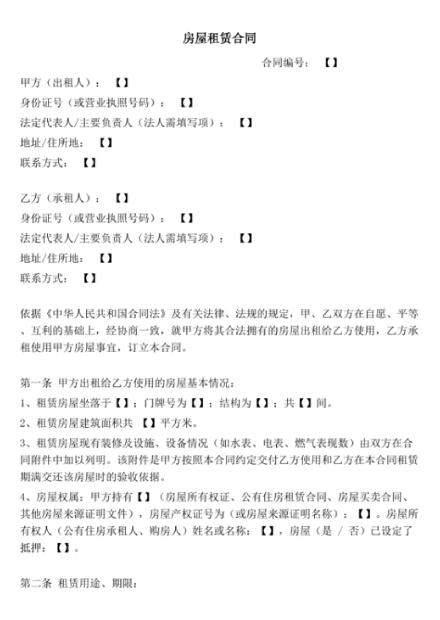 房屋租赁合同
合同编号：【】
甲方（出租人）：【】
身份证号（或营业执照号码）：【】
法定代表人/主要负责人（法人需填写项）：【】
地址/住所地：【】
联系方式：【】
乙方（承租人）：【】
身份证号（或营业执照号码）：【】
法定代表人/主要负责人（法人需填写项）：【】
地址/住所地：【】
联系方式：【】
依据《中华人民共和国合同法》及有关法律、法规的规定，甲、乙双方在自愿、平等
、互利的基础上，经协商一致，就甲方将其合法拥有的房屋出租给乙方使用，乙方承
租使用甲方房屋事宜，订立本合同。
第一条 甲方出租给乙方使用的房屋基本情况：
1、租赁房屋坐落于【】；门牌号为【】；结构为【】；共【】间。
2、租赁房屋建筑面积共 【】平方米。
3、租赁房屋现有装修及设施、设备情况（如水表、电表、燃气表现数）由双方在合
同附件中加以列明。该附件是甲方按照本合同约定交付乙方使用和乙方在本合同租赁
期满交还该房屋时的验收依据。
4、房屋权属：甲方持有【】（房屋所有权证、公有住房租赁合同、房屋买卖合同、
其他房屋来源证明文件），房屋产权证号为（或房屋来源证明名称）：【】。房屋所
有权人（公有住房承租人、购房人）姓名或名称：【】，房屋（是 / 否）已设定了
抵押：【】。
第二条 租赁用途、期限：